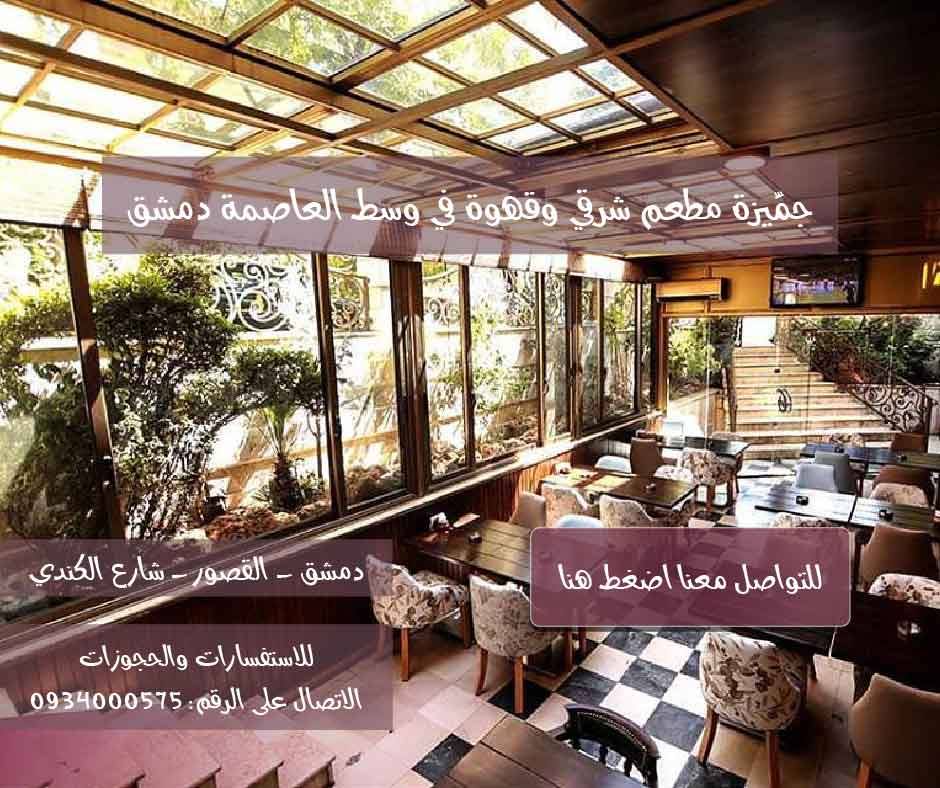 جمّيزة مطعم شرقي وقهوة في وسط العاصمة دمشق
دمشق - القصور - شارع الكندي
للتواصل معنا اضغط هنا
للاستفسارات والحجوزات
الاتصال على الرقم: 0934000575